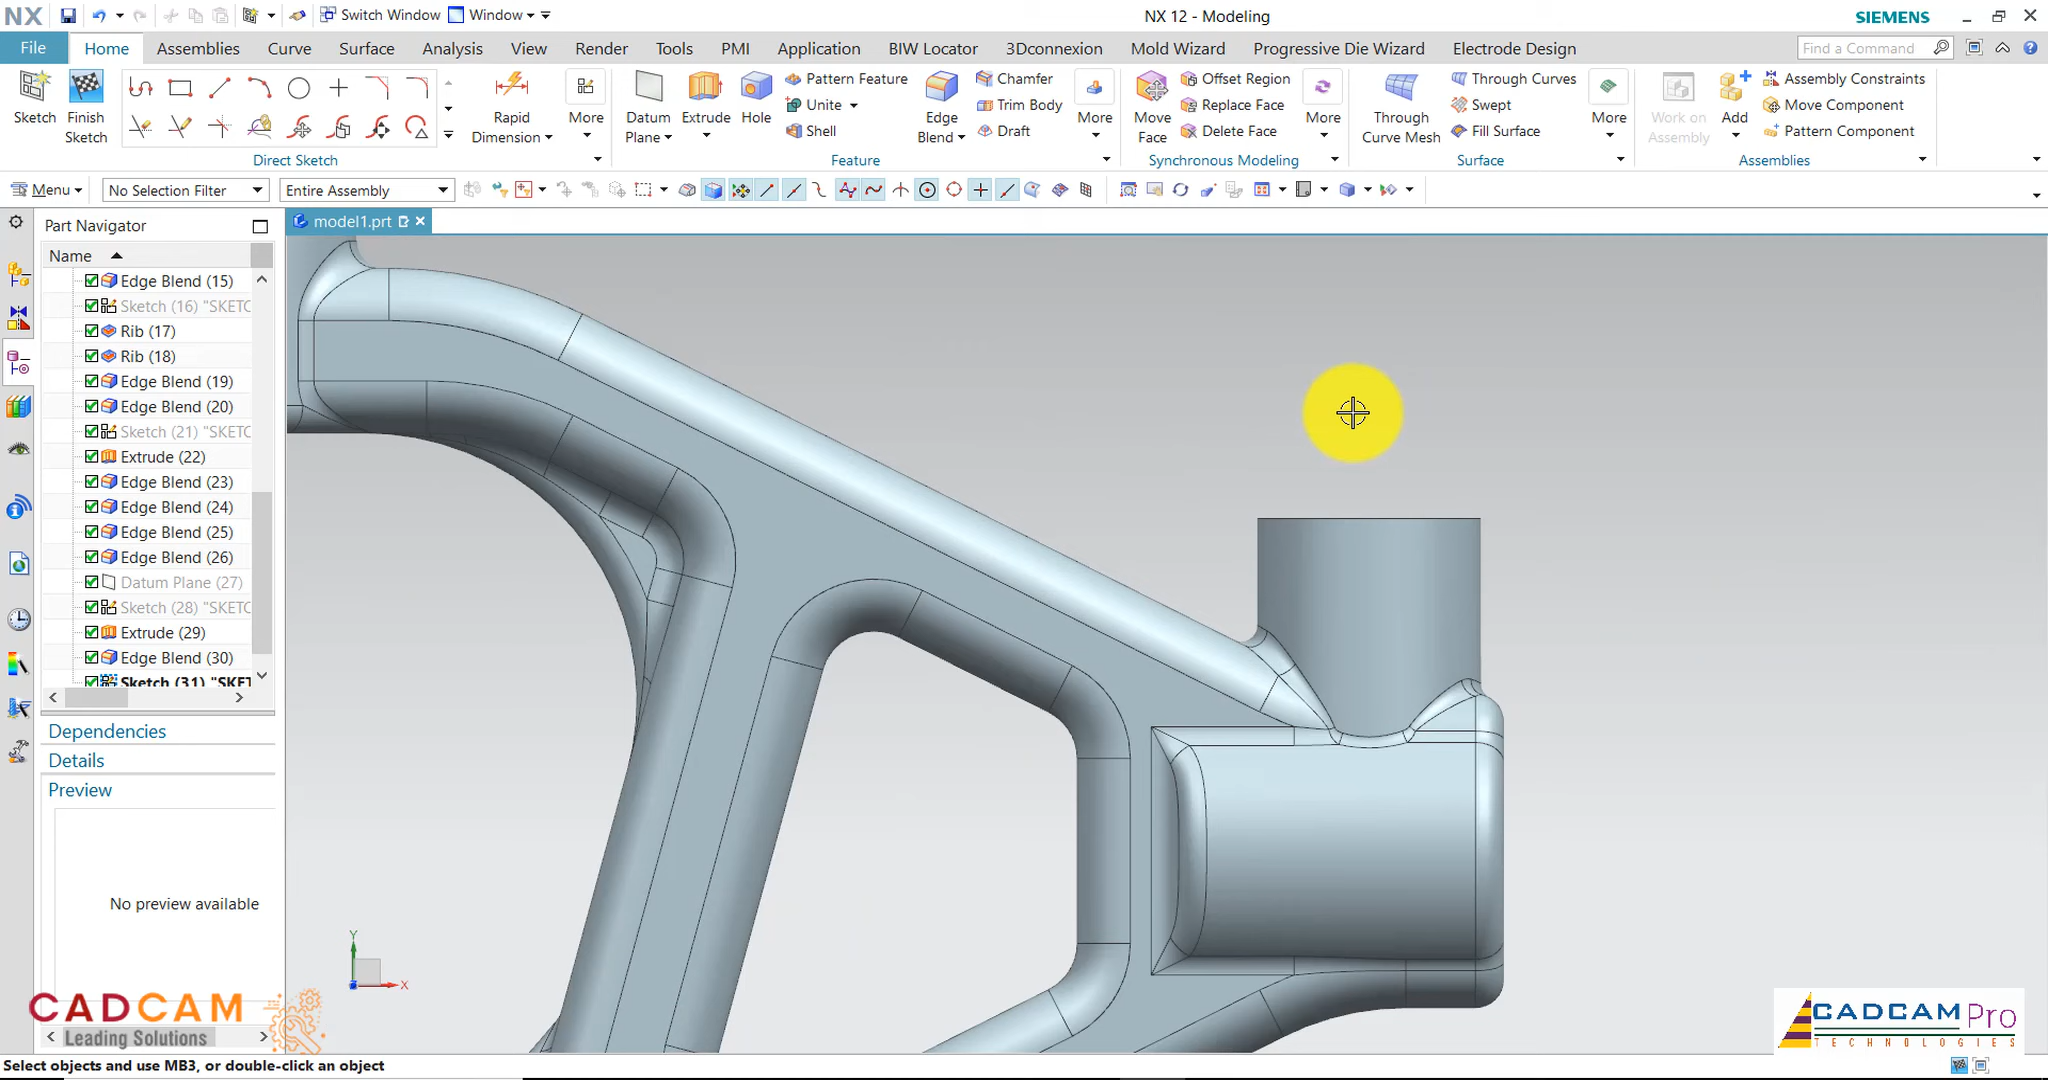 NX
Switch Window
Window
NX 12 - Modeling
SIEMENS
File
Home
Assemblies
Curve
Surface
Analysis
View
Render
Tools
PMI
Application
BIW Locator
3Dconnexion
Mold Wizard
Progressive Die Wizard
Electrode Design
Find a Command
Sketch
Finish
Sketch
Rapid
Dimension
More
Direct Sketch
Datum
Plane
Extrude
Hole
Pattern Feature
Unite
Shell
Edge
Blend
Chamfer
Trim Body
Draft
More
Feature
Move
Face
Offset Region
Replace Face
Delete Face
More
Synchronous Modeling
Through
Curve Mesh
Through Curves
Swept
Fill Surface
More
Surface
Work on
Assembly
Add
Assembly Constraints
Move Component
Pattern Component
Assemblies
Menu
No Selection Filter
Entire Assembly
Part Navigator
model1.prt
Name
Edge Blend (15)
Sketch (16) "SKETC
Rib (17)
Rib (18)
Edge Blend (19)
Edge Blend (20)
Sketch (21) "SKETC
Extrude (22)
Edge Blend (23)
Edge Blend (24)
Edge Blend (25)
Edge Blend (26)
Datum Plane (27)
Sketch (28) "SKETC
Extrude (29)
Edge Blend (30)
Sketch (31) "SKET
Dependencies
Details
Preview
No preview available
Y
X
CADCAM
Leading Solutions
CADCAM Pro
TECHNOLOGIES
Select objects and use MB3, or double-click an object